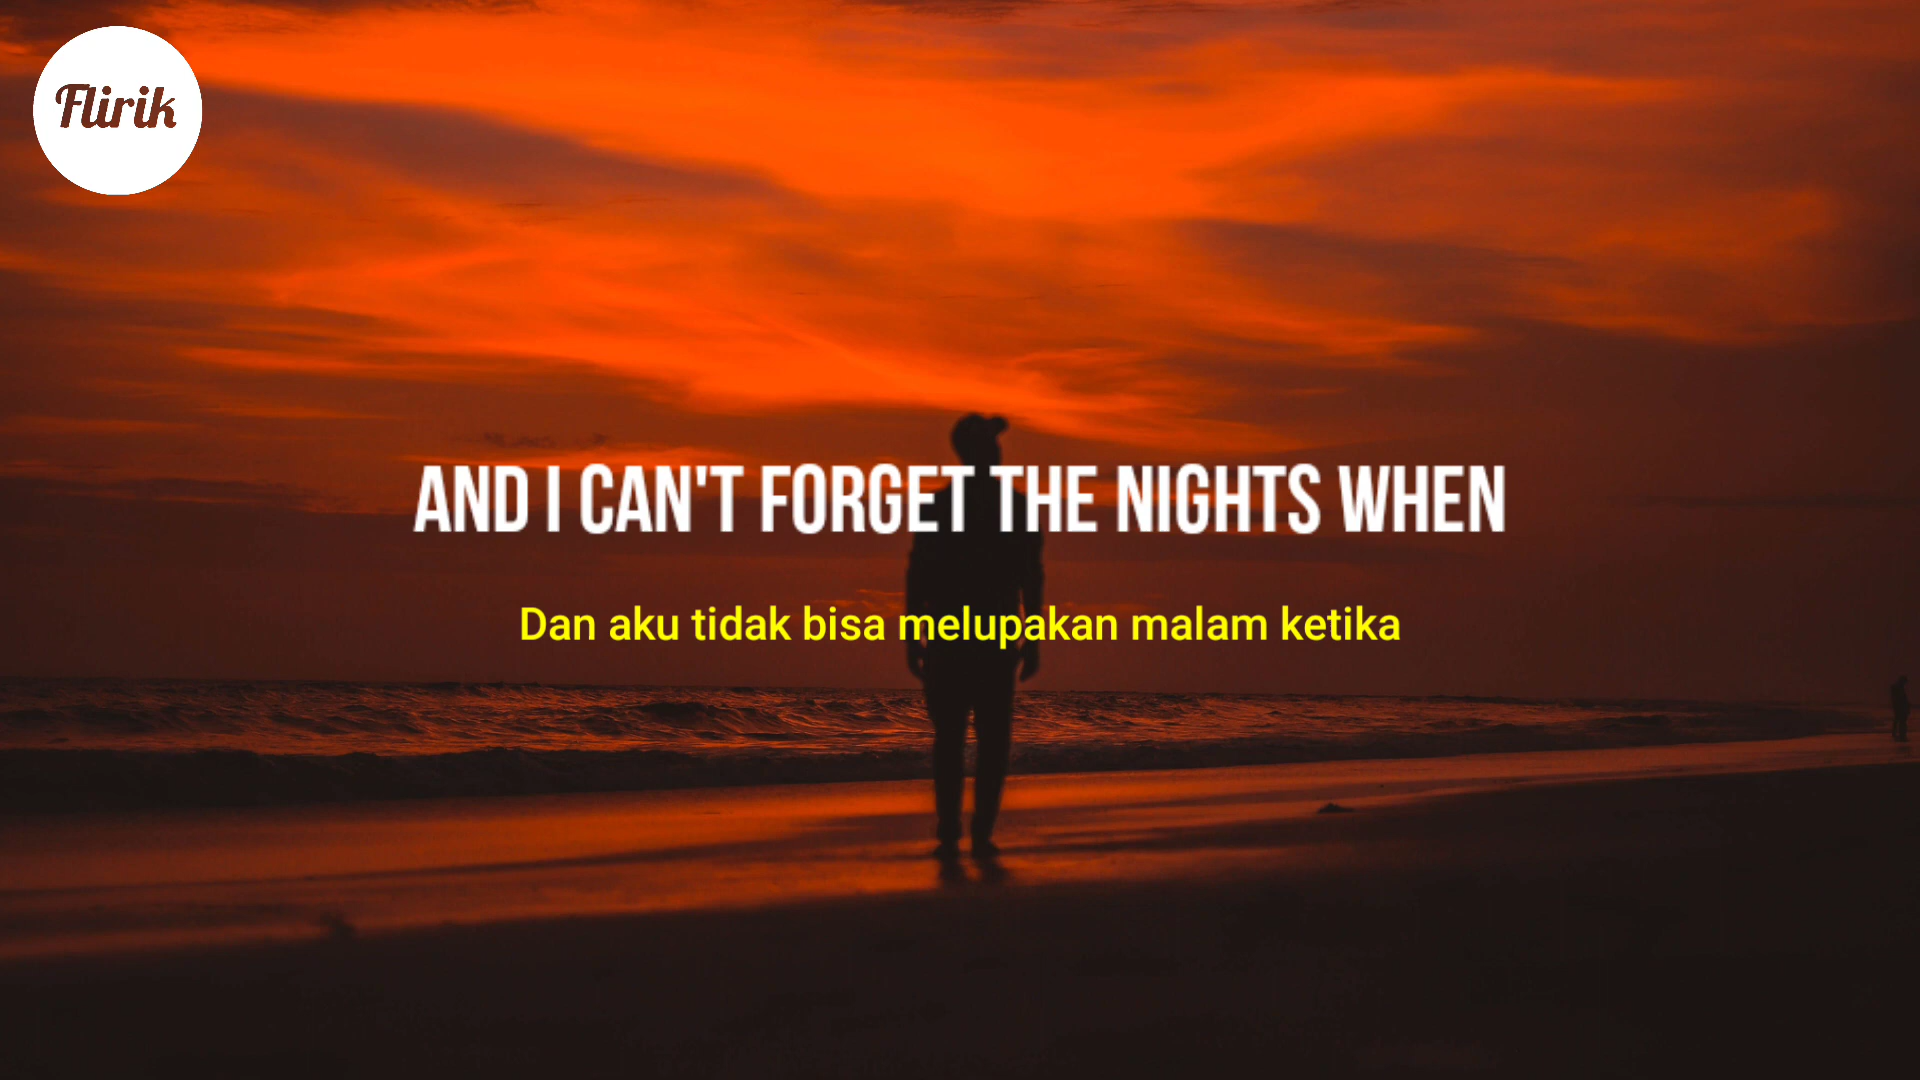 Flirik
AND I CAN'T FORGET THE NIGHTS WHEN
Dan aku tidak bisa melupakan malam ketika